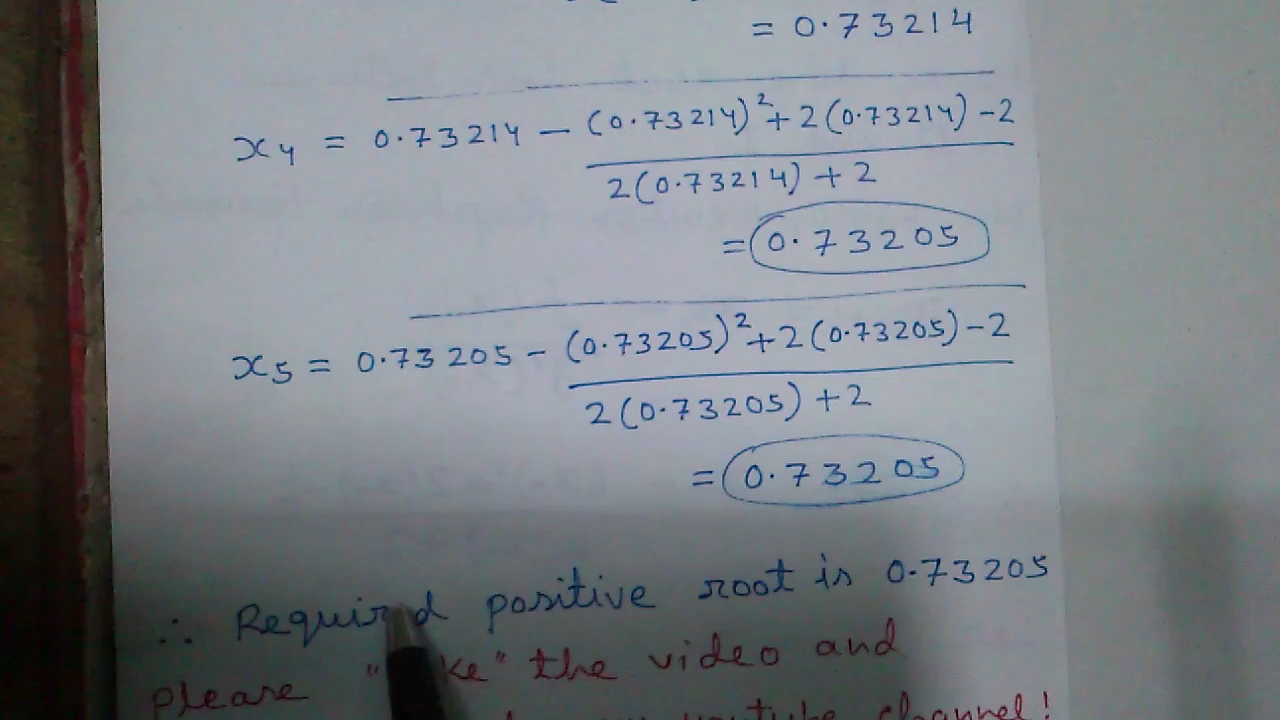 = 0.73214
x₄ = 0.73214 - (0.73214)² + 2(0.73214) - 2
2(0.73214) + 2
= 0.73205
x₅ = 0.73205 - (0.73205)² + 2(0.73205) - 2
2(0.73205) + 2
= 0.73205
∴ Required positive root is 0.73205
please the video and
youtube channel!